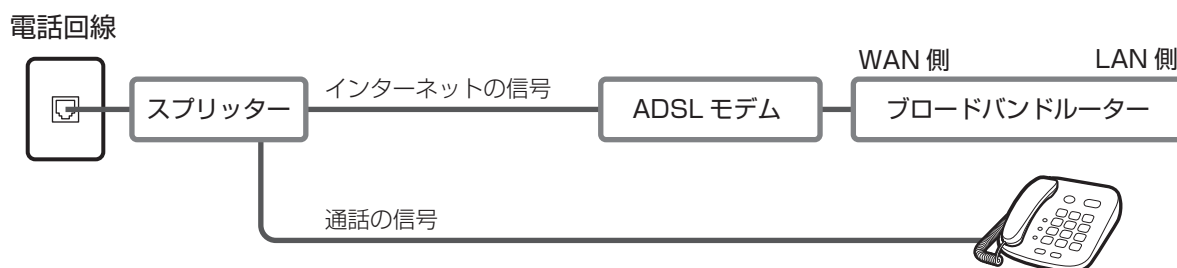 電話回線
WAN 側
LAN 側
インターネットの信号
スプリッター
ADSL モデム
ブロードバンドルーター
通話の信号